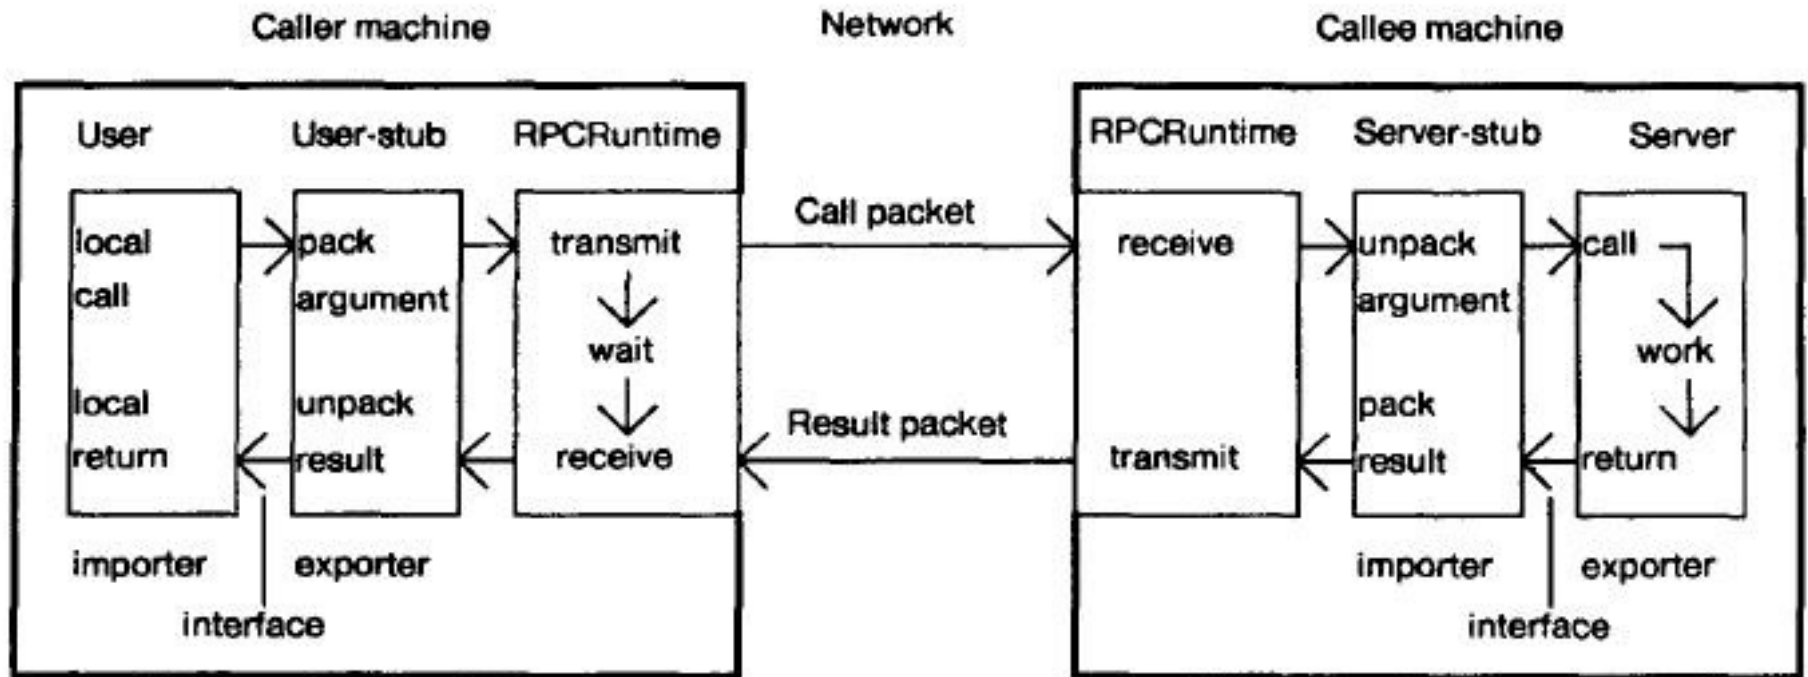 Caller machine
Network
Callee machine
User
User-stub
RPCRuntime
RPCRuntime
Server-stub
Server
local
call
pack
argument
transmit
Call packet
receive
unpack
argument
call
wait
work
local
return
unpack
result
receive
Result packet
transmit
pack
result
return
importer
exporter
interface
importer
exporter
interface